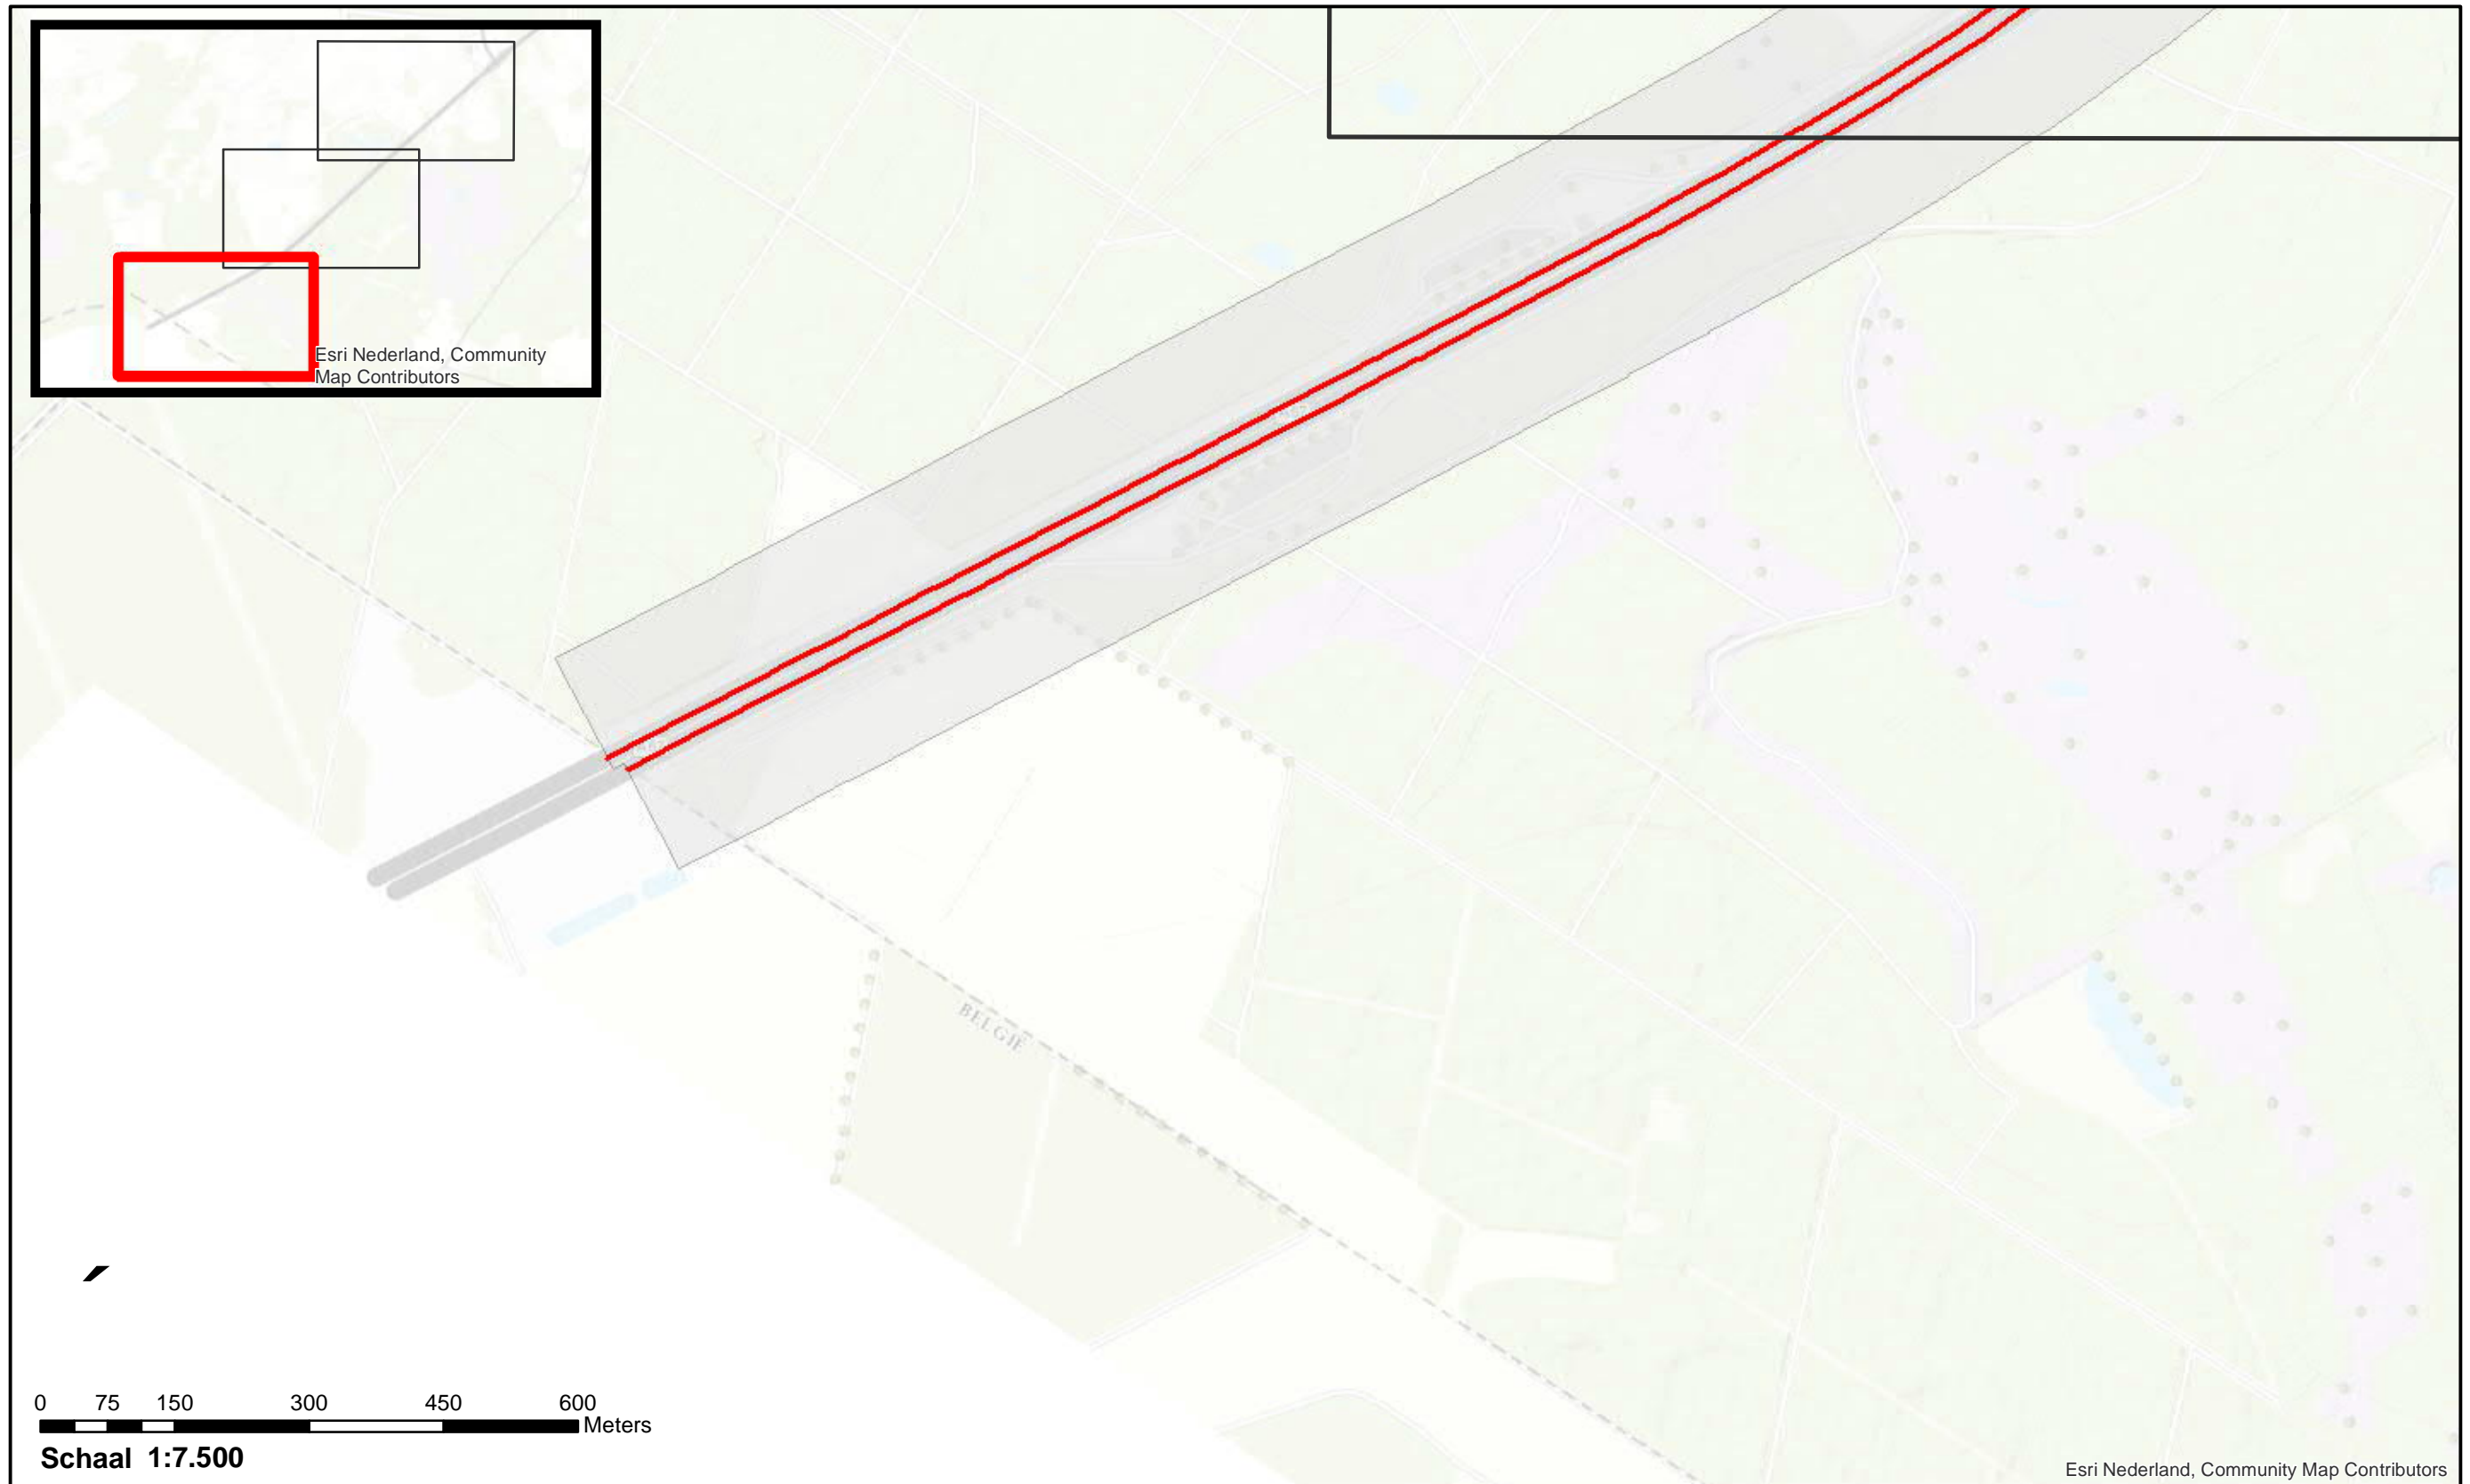 Esri Nederland, Community
Map Contributors
BELGIË
0 75 150 300 450 600
Meters
Schaal 1:7.500
Esri Nederland, Community Map Contributors